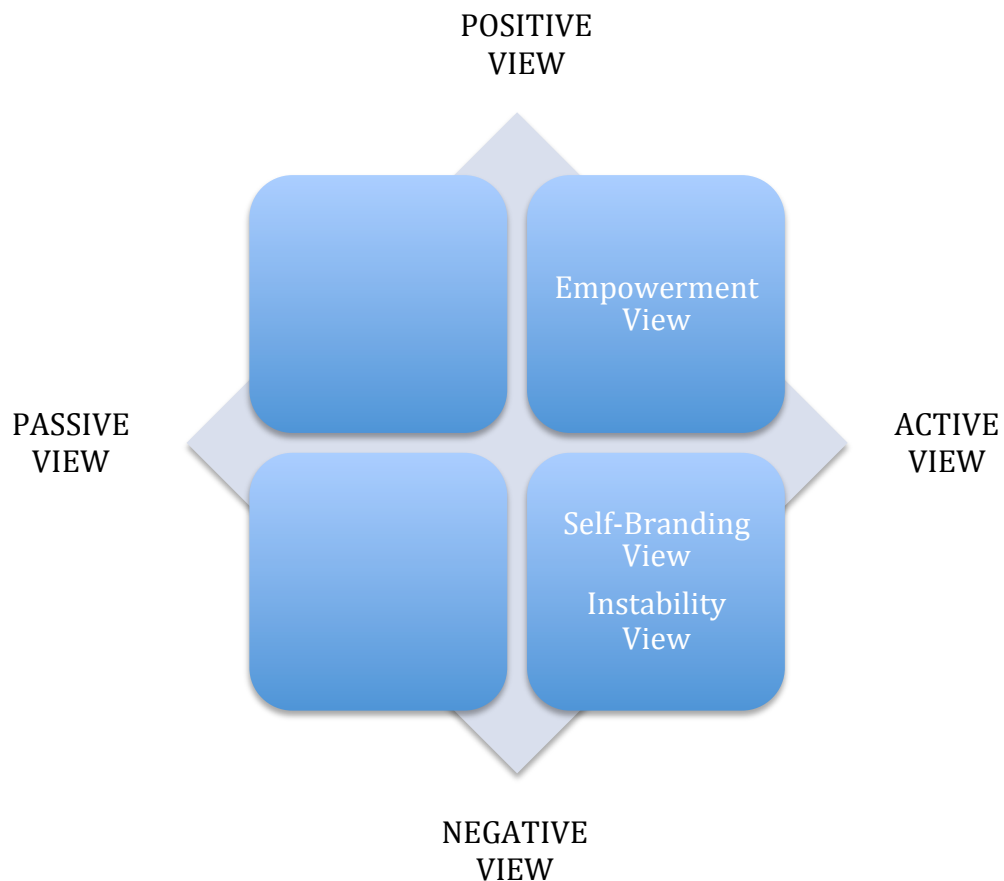 POSITIVE
VIEW
Empowerment
View
PASSIVE
VIEW
ACTIVE
VIEW
Self-Branding
View
Instability
View
NEGATIVE
VIEW